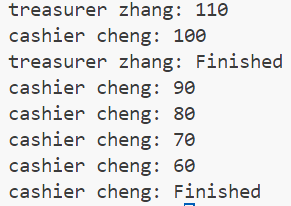 treasurer zhang: 110
cashier cheng: 100
treasurer zhang: Finished
cashier cheng: 90
cashier cheng: 80
cashier cheng: 70
cashier cheng: 60
cashier cheng: Finished